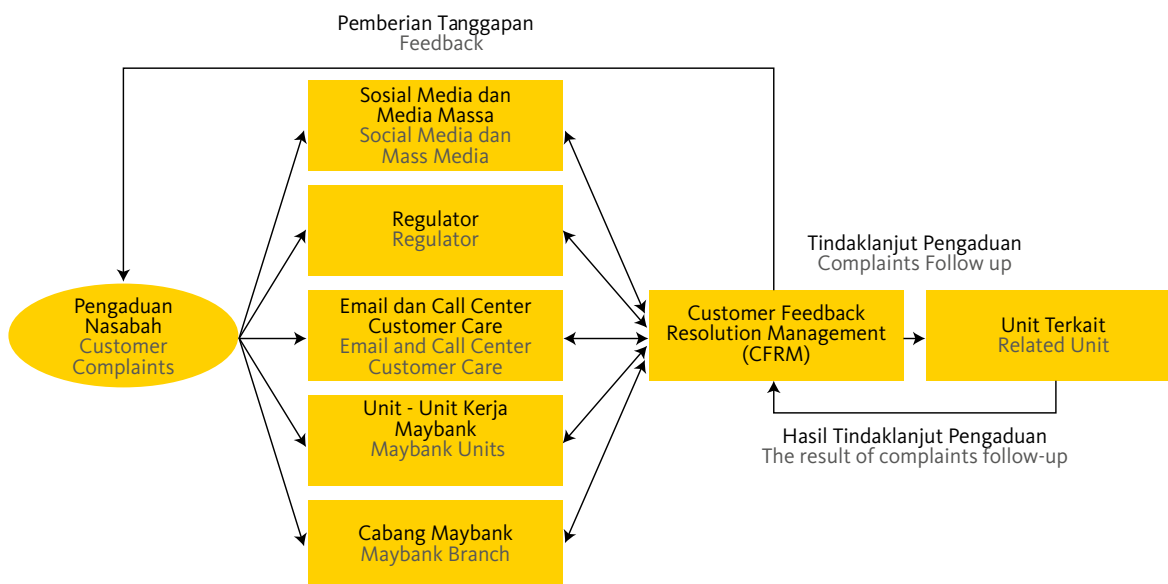 Pemberian Tanggapan
Feedback
Sosial Media dan
Media Massa
Social Media dan
Mass Media
Regulator
Regulator
Tindaklanjut Pengaduan
Complaints Follow up
Pengaduan
Nasabah
Customer
Complaints
Email dan Call Center
Customer Care
Email and Call Center
Customer Care
Customer Feedback
Resolution Management
(CFRM)
Unit Terkait
Related Unit
Unit - Unit Kerja
Maybank
Maybank Units
Hasil Tindaklanjut Pengaduan
The result of complaints follow-up
Cabang Maybank
Maybank Branch